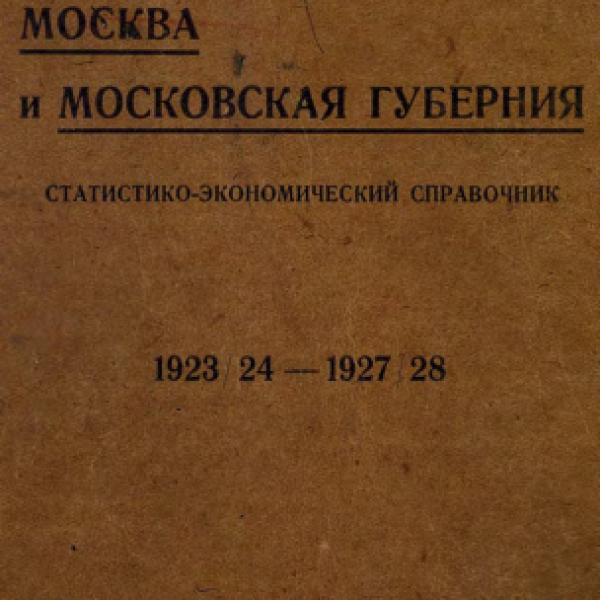 МОСКВА
и МОСКОВСКАЯ ГУБЕРНИЯ
СТАТИСТИКО-ЭКОНОМИЧЕСКИЙ СПРАВОЧНИК
1923/24 — 1927/28